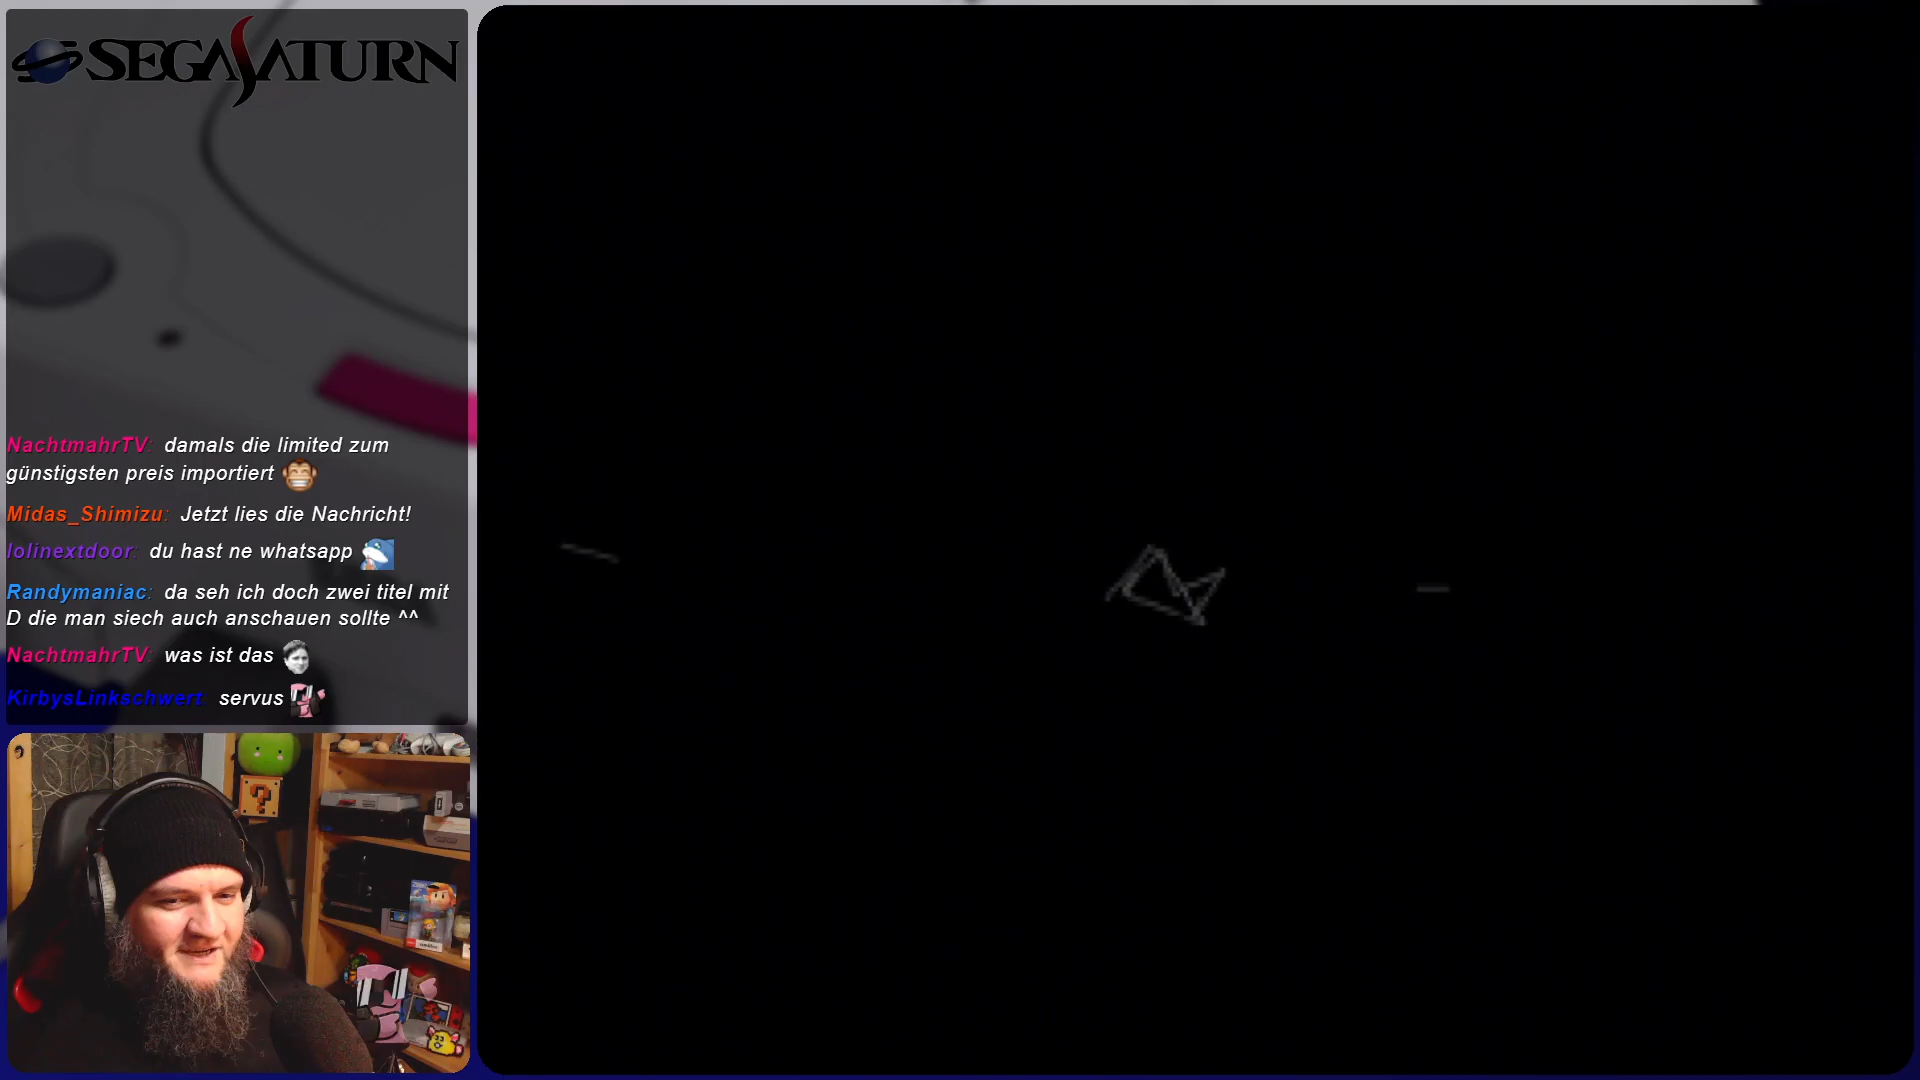 SEGA SATURN
NachtmahrTV: damals die limited zum
günstigsten preis importiert
Midas_Shimizu: Jetzt lies die Nachricht!
lolinextdoor: du hast ne whatsapp
Randymaniac: da seh ich doch zwei titel mit
D die man siech auch anschauen sollte ^^
NachtmahrTV: was ist das
KirbysLinkschwert: servus